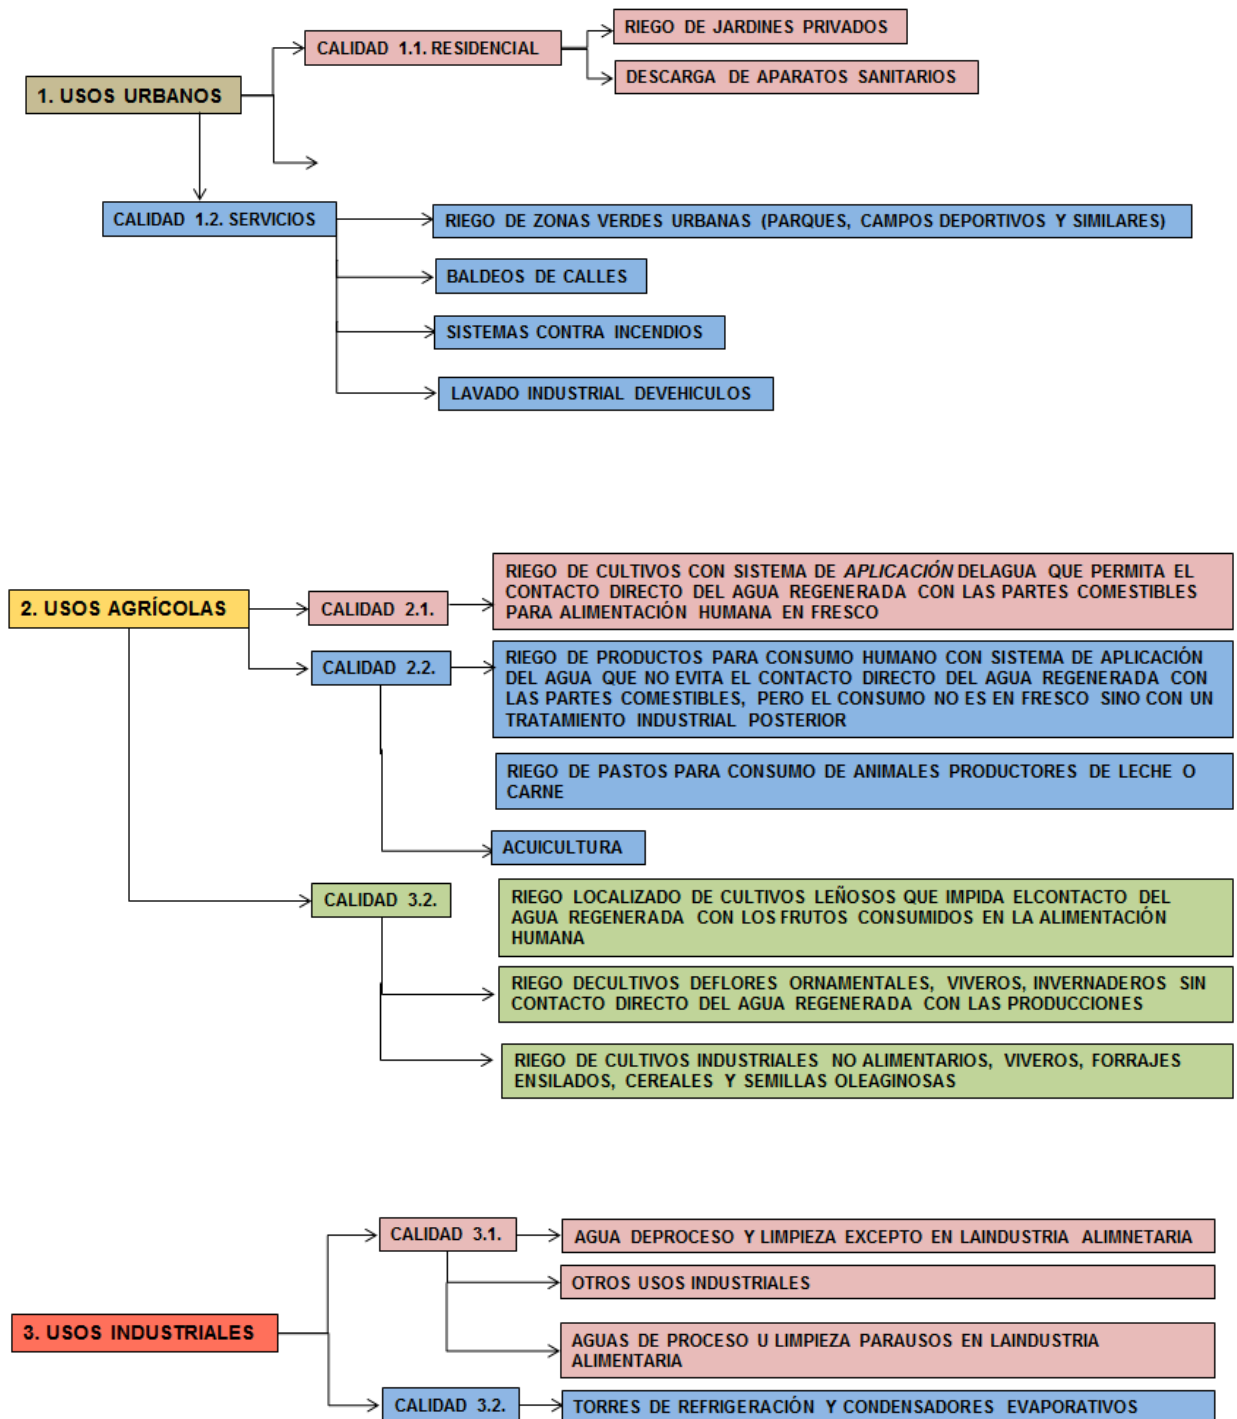 RIEGO DE JARDINES PRIVADOS
CALIDAD 1.1. RESIDENCIAL
DESCARGA DE APARATOS SANITARIOS
1. USOS URBANOS
CALIDAD 1.2. SERVICIOS
RIEGO DE ZONAS VERDES URBANAS (PARQUES, CAMPOS DEPORTIVOS Y SIMILARES)
BALDEOS DE CALLES
SISTEMAS CONTRA INCENDIOS
LAVADO INDUSTRIAL DEVEHICULOS
2. USOS AGRÍCOLAS
CALIDAD 2.1.
RIEGO DE CULTIVOS CON SISTEMA DE APLICACIÓN DELAGUA QUE PERMITA EL
CONTACTO DIRECTO DEL AGUA REGENERADA CON LAS PARTES COMESTIBLES
PARA ALIMENTACIÓN HUMANA EN FRESCO
CALIDAD 2.2.
RIEGO DE PRODUCTOS PARA CONSUMO HUMANO CON SISTEMA DE APLICACIÓN
DEL AGUA QUE NO EVITA EL CONTACTO DIRECTO DEL AGUA REGENERADA CON
LAS PARTES COMESTIBLES, PERO EL CONSUMO NO ES EN FRESCO SINO CON UN
TRATAMIENTO INDUSTRIAL POSTERIOR
RIEGO DE PASTOS PARA CONSUMO DE ANIMALES PRODUCTORES DE LECHE O
CARNE
ACUICULTURA
CALIDAD 3.2.
RIEGO LOCALIZADO DE CULTIVOS LEÑOSOS QUE IMPIDA ELCONTACTO DEL
AGUA REGENERADA CON LOS FRUTOS CONSUMIDOS EN LA ALIMENTACIÓN
HUMANA
RIEGO DECULTIVOS DEFLORES ORNAMENTALES, VIVEROS, INVERNADEROS SIN
CONTACTO DIRECTO DEL AGUA REGENERADA CON LAS PRODUCCIONES
RIEGO DE CULTIVOS INDUSTRIALES NO ALIMENTARIOS, VIVEROS, FORRAJES
ENSILADOS, CEREALES Y SEMILLAS OLEAGINOSAS
CALIDAD 3.1.
AGUA DEPROCESO Y LIMPIEZA EXCEPTO EN LAINDUSTRIA ALIMNETARIA
OTROS USOS INDUSTRIALES
3. USOS INDUSTRIALES
AGUAS DE PROCESO U LIMPIEZA PARAUSOS EN LAINDUSTRIA
ALIMENTARIA
CALIDAD 3.2.
TORRES DE REFRIGERACIÓN Y CONDENSADORES EVAPORATIVOS